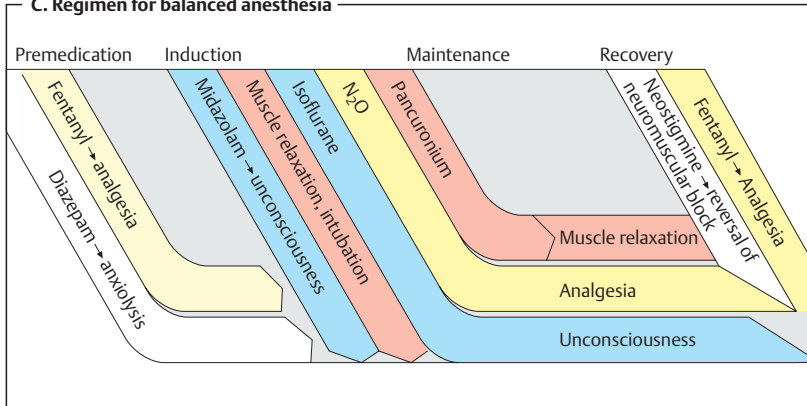 C. Regimen for balanced anesthesia
Premedication
Induction
Maintenance
Recovery
Fentanyl → analgesia
Diazepam → anxiolysis
Midazolam → unconsciousness
Muscle relaxation, intubation
Isoflurane
N₂O
Pancuronium
Neostigmine → reversal of
neuromuscular block
Fentanyl → Analgesia
Muscle relaxation
Analgesia
Unconsciousness